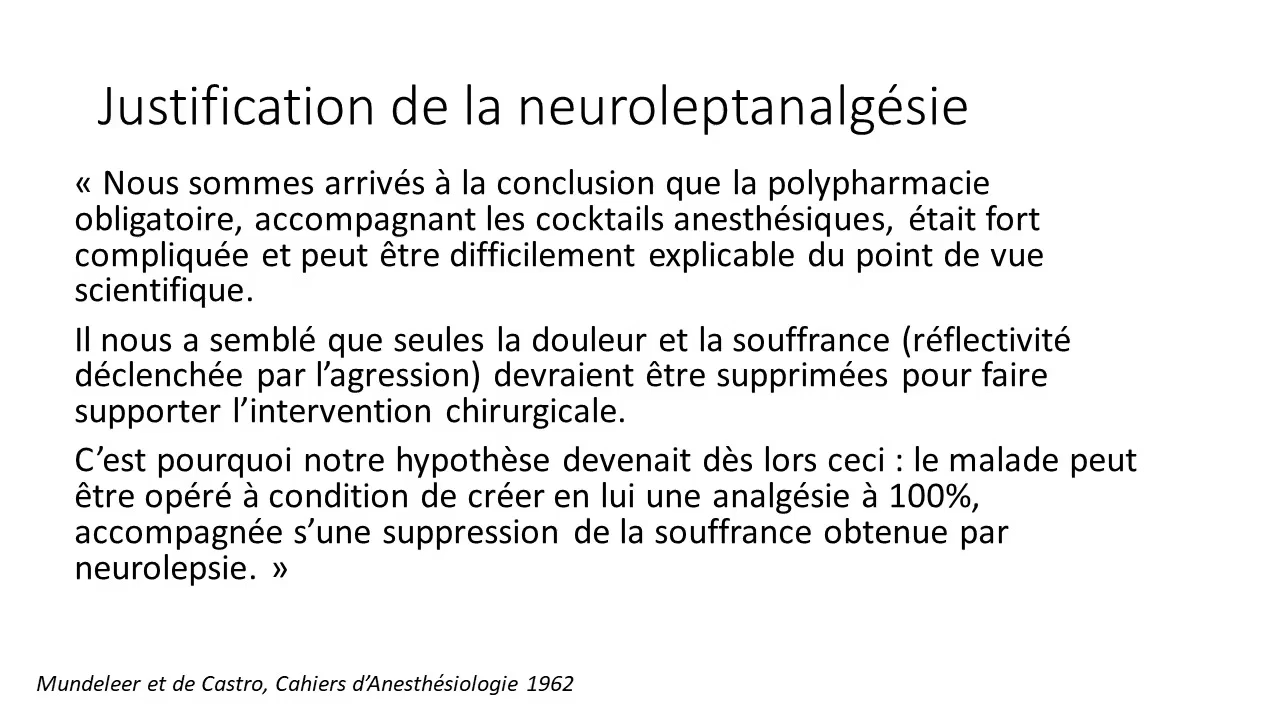 Justification de la neuroleptanalgésie
« Nous sommes arrivés à la conclusion que la polypharmacie
obligatoire, accompagnant les cocktails anesthésiques, était fort
compliquée et peut être difficilement explicable du point de vue
scientifique.
Il nous a semblé que seules la douleur et la souffrance (réflectivité
déclenchée par l’agression) devraient être supprimées pour faire
supporter l’intervention chirurgicale.
C’est pourquoi notre hypothèse devenait dès lors ceci : le malade peut
être opéré à condition de créer en lui une analgésie à 100%,
accompagnée s’une suppression de la souffrance obtenue par
neurolepsie. »
Mundeleer et de Castro, Cahiers d’Anesthésiologie 1962